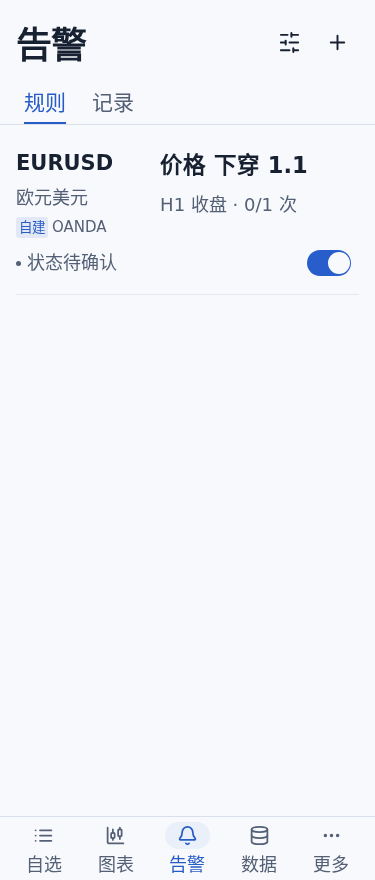 告警
规则 记录
EURUSD
价格 下穿 1.1
欧元美元
H1 收盘 · 0/1 次
自建 OANDA
• 状态待确认
自选 图表 告警 数据 更多